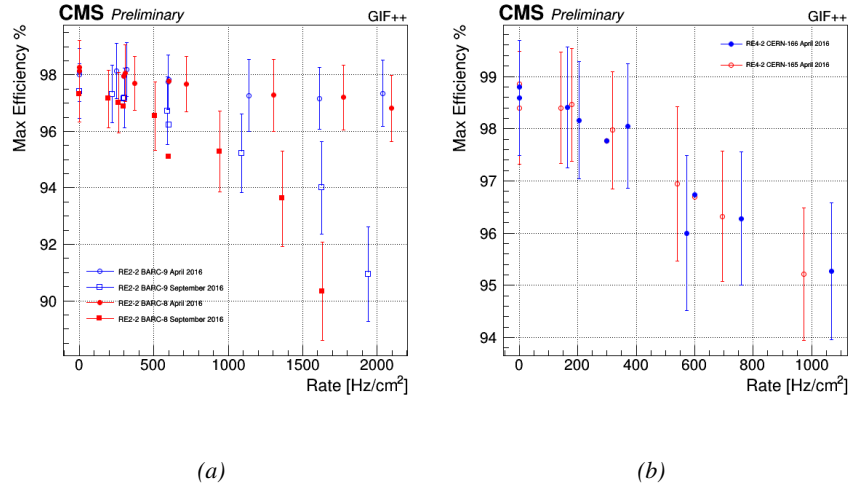 CMS Preliminary GIF++
Max Efficiency %
98
96
94
92
90
RE2-2 BARC-9 April 2016
RE2-2 BARC-9 September 2016
RE2-2 BARC-8 April 2016
RE2-2 BARC-8 September 2016
0 500 1000 1500 2000
Rate [Hz/cm²]
(a)
CMS Preliminary GIF++
Max Efficiency %
RE4-2 CERN-166 April 2016
RE4-2 CERN-165 April 2016
99
98
97
96
95
94
0 200 400 600 800 1000
Rate [Hz/cm²]
(b)